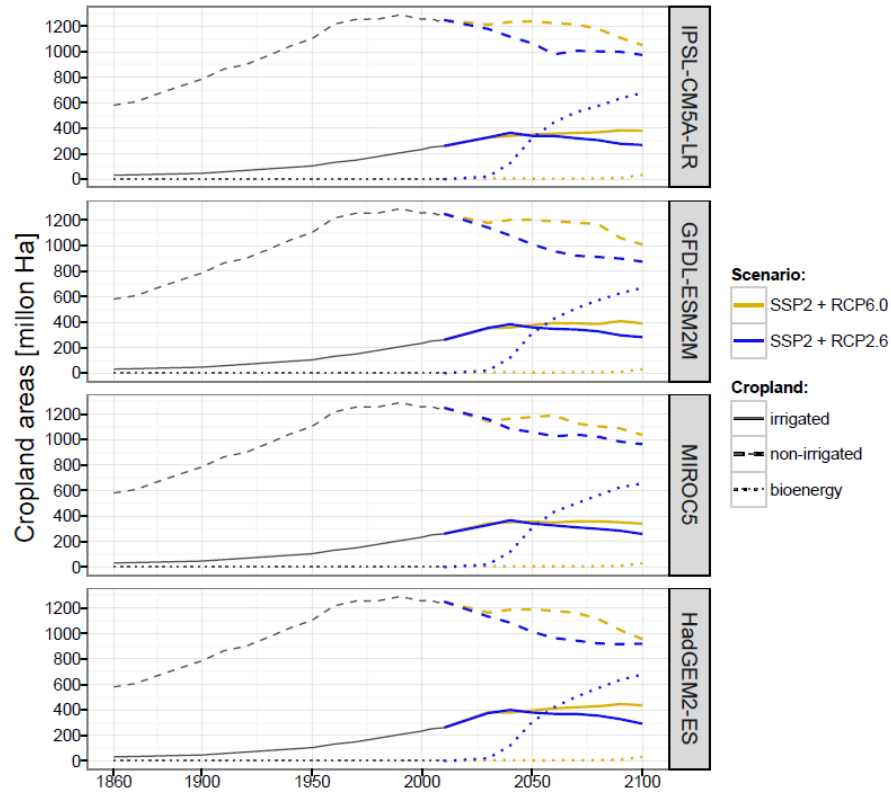 Cropland areas [millon Ha]
1200
1000
800
600
400
200
0
IPSL-CM5A-LR
1200
1000
800
600
400
200
0
GFDL-ESM2M
1200
1000
800
600
400
200
0
MIROC5
1200
1000
800
600
400
200
0
HadGEM2-ES
1860 1900 1950 2000 2050 2100
Scenario:
SSP2 + RCP6.0
SSP2 + RCP2.6
Cropland:
irrigated
non-irrigated
bioenergy